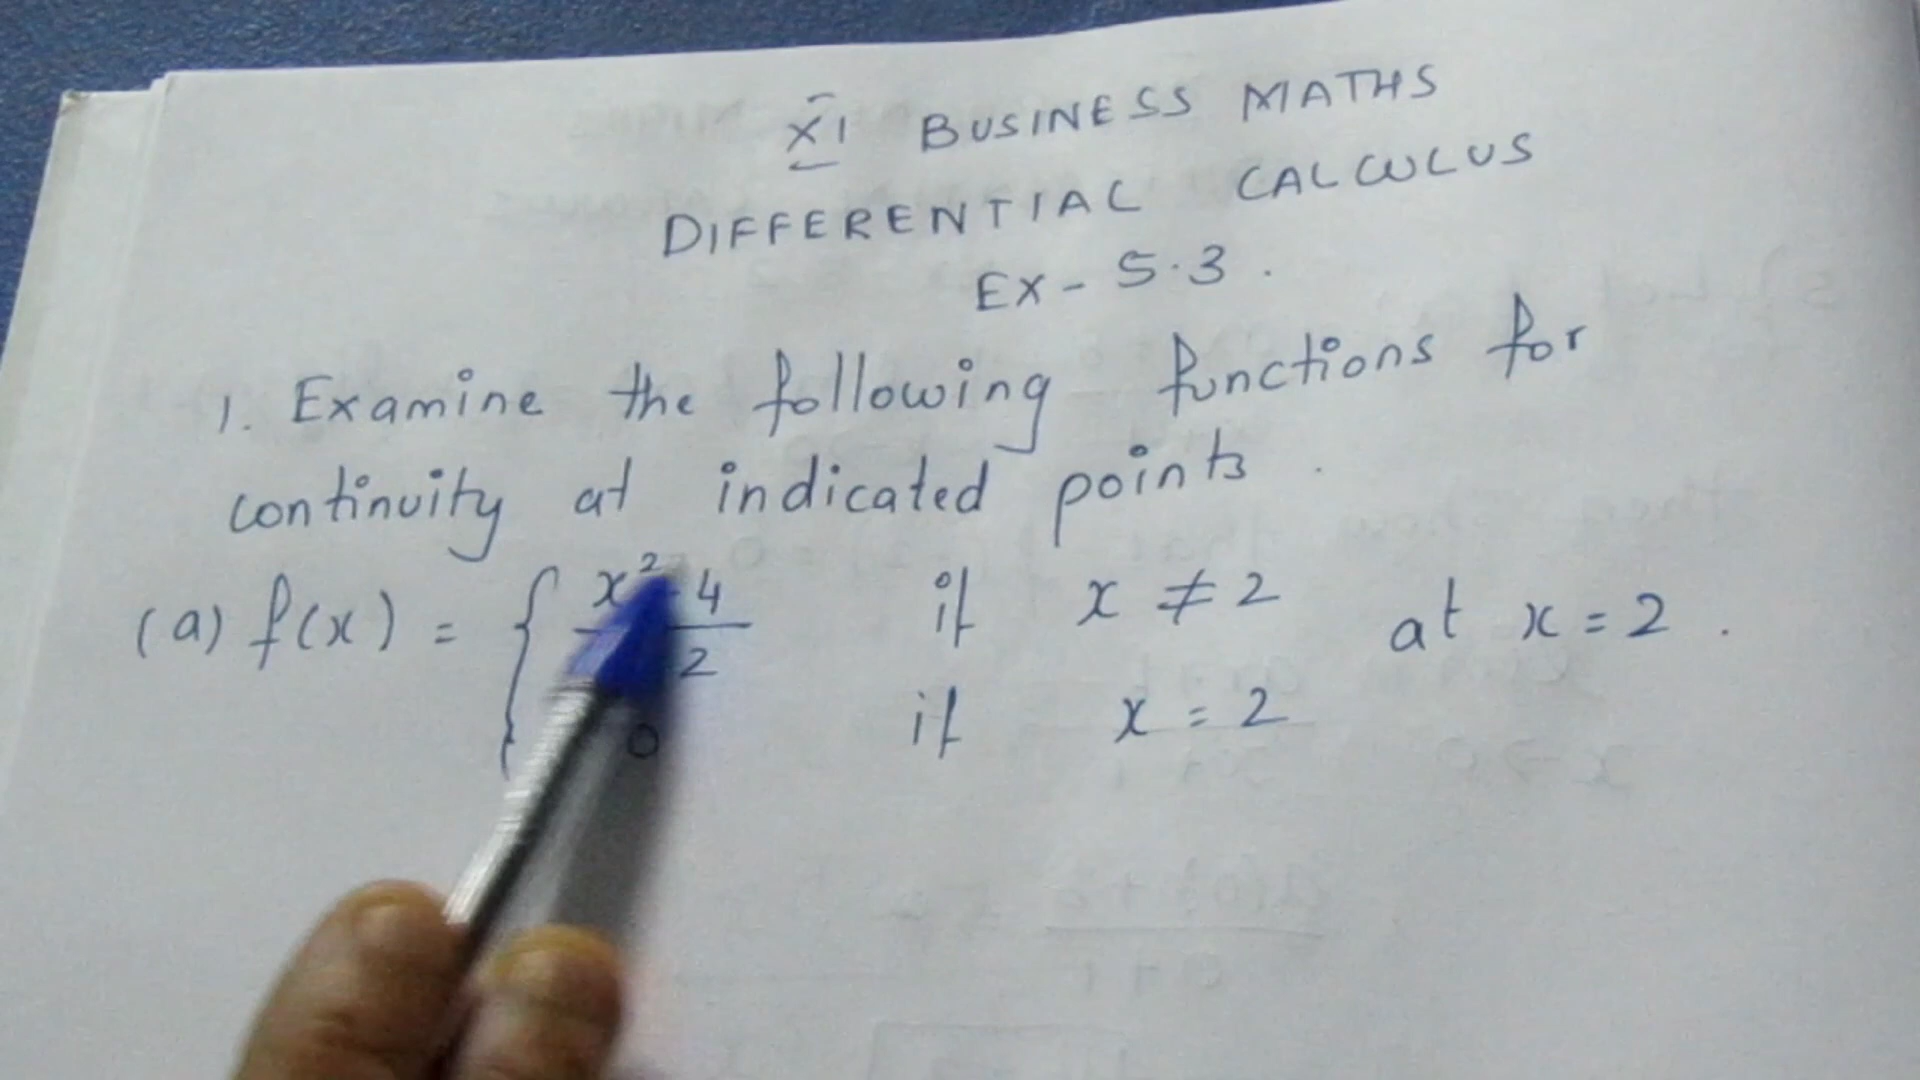 XI BUSINESS MATHS
DIFFERENTIAL CALCULUS
EX - 5.3.
1. Examine the following functions for
continuity at indicated points.
(a) f(x) = { x² - 4 if x ≠ 2 at x = 2.
2
0 if x = 2